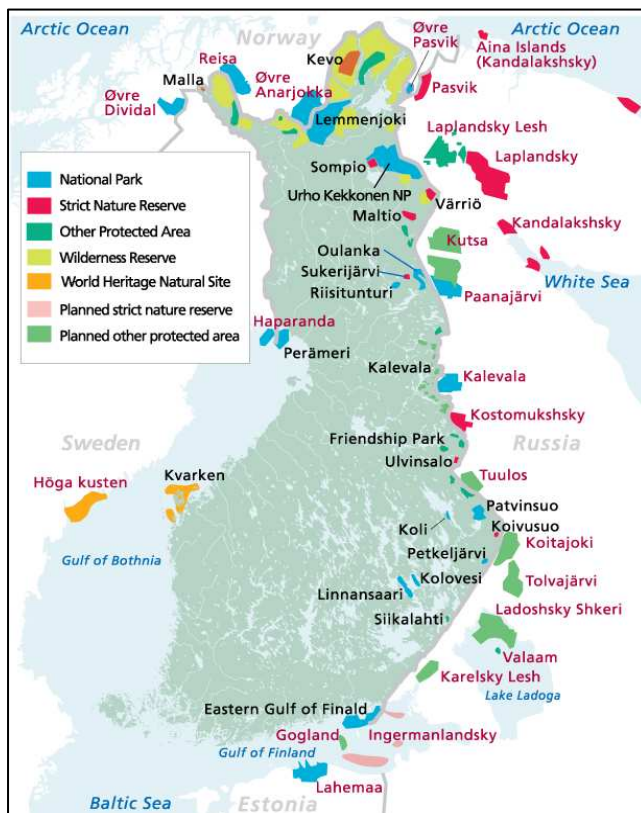 Arctic Ocean
Norway
Øvre
Pasvik
Arctic Ocean
Aina Islands
(Kandalakshsky)
Reisa
Kevo
Malla
Øvre
Anarjokka
Pasvik
Øvre
Dividal
Lemmenjoki
Laplandsky Lesh
Laplandsky
Sompio
Urho Kekkonen NP
Värriö
Maltio
Kandalakshsky
Kutsa
Oulanka
Sukerijärvi
Riisitunturi
White Sea
Paanajärvi
National Park
Strict Nature Reserve
Other Protected Area
Wilderness Reserve
World Heritage Natural Site
Planned strict nature reserve
Planned other protected area
Haparanda
Perämeri
Kalevala
Kalevala
Kostomukshsky
Sweden
Friendship Park
Russia
Ulvinsalo
Höga kusten
Kvarken
Tuulos
Patvinsuo
Koli
Koivusuo
Gulf of Bothnia
Petkeljärvi
Koitajoki
Kolovesi
Tolvajärvi
Linnansaari
Ladoshsky Shkeri
Siikalahti
Valaam
Karelsky Lesh
Lake Ladoga
Eastern Gulf of Finald
Gogland
Ingermanlandsky
Gulf of Finland
Lahemaa
Baltic Sea
Estonia